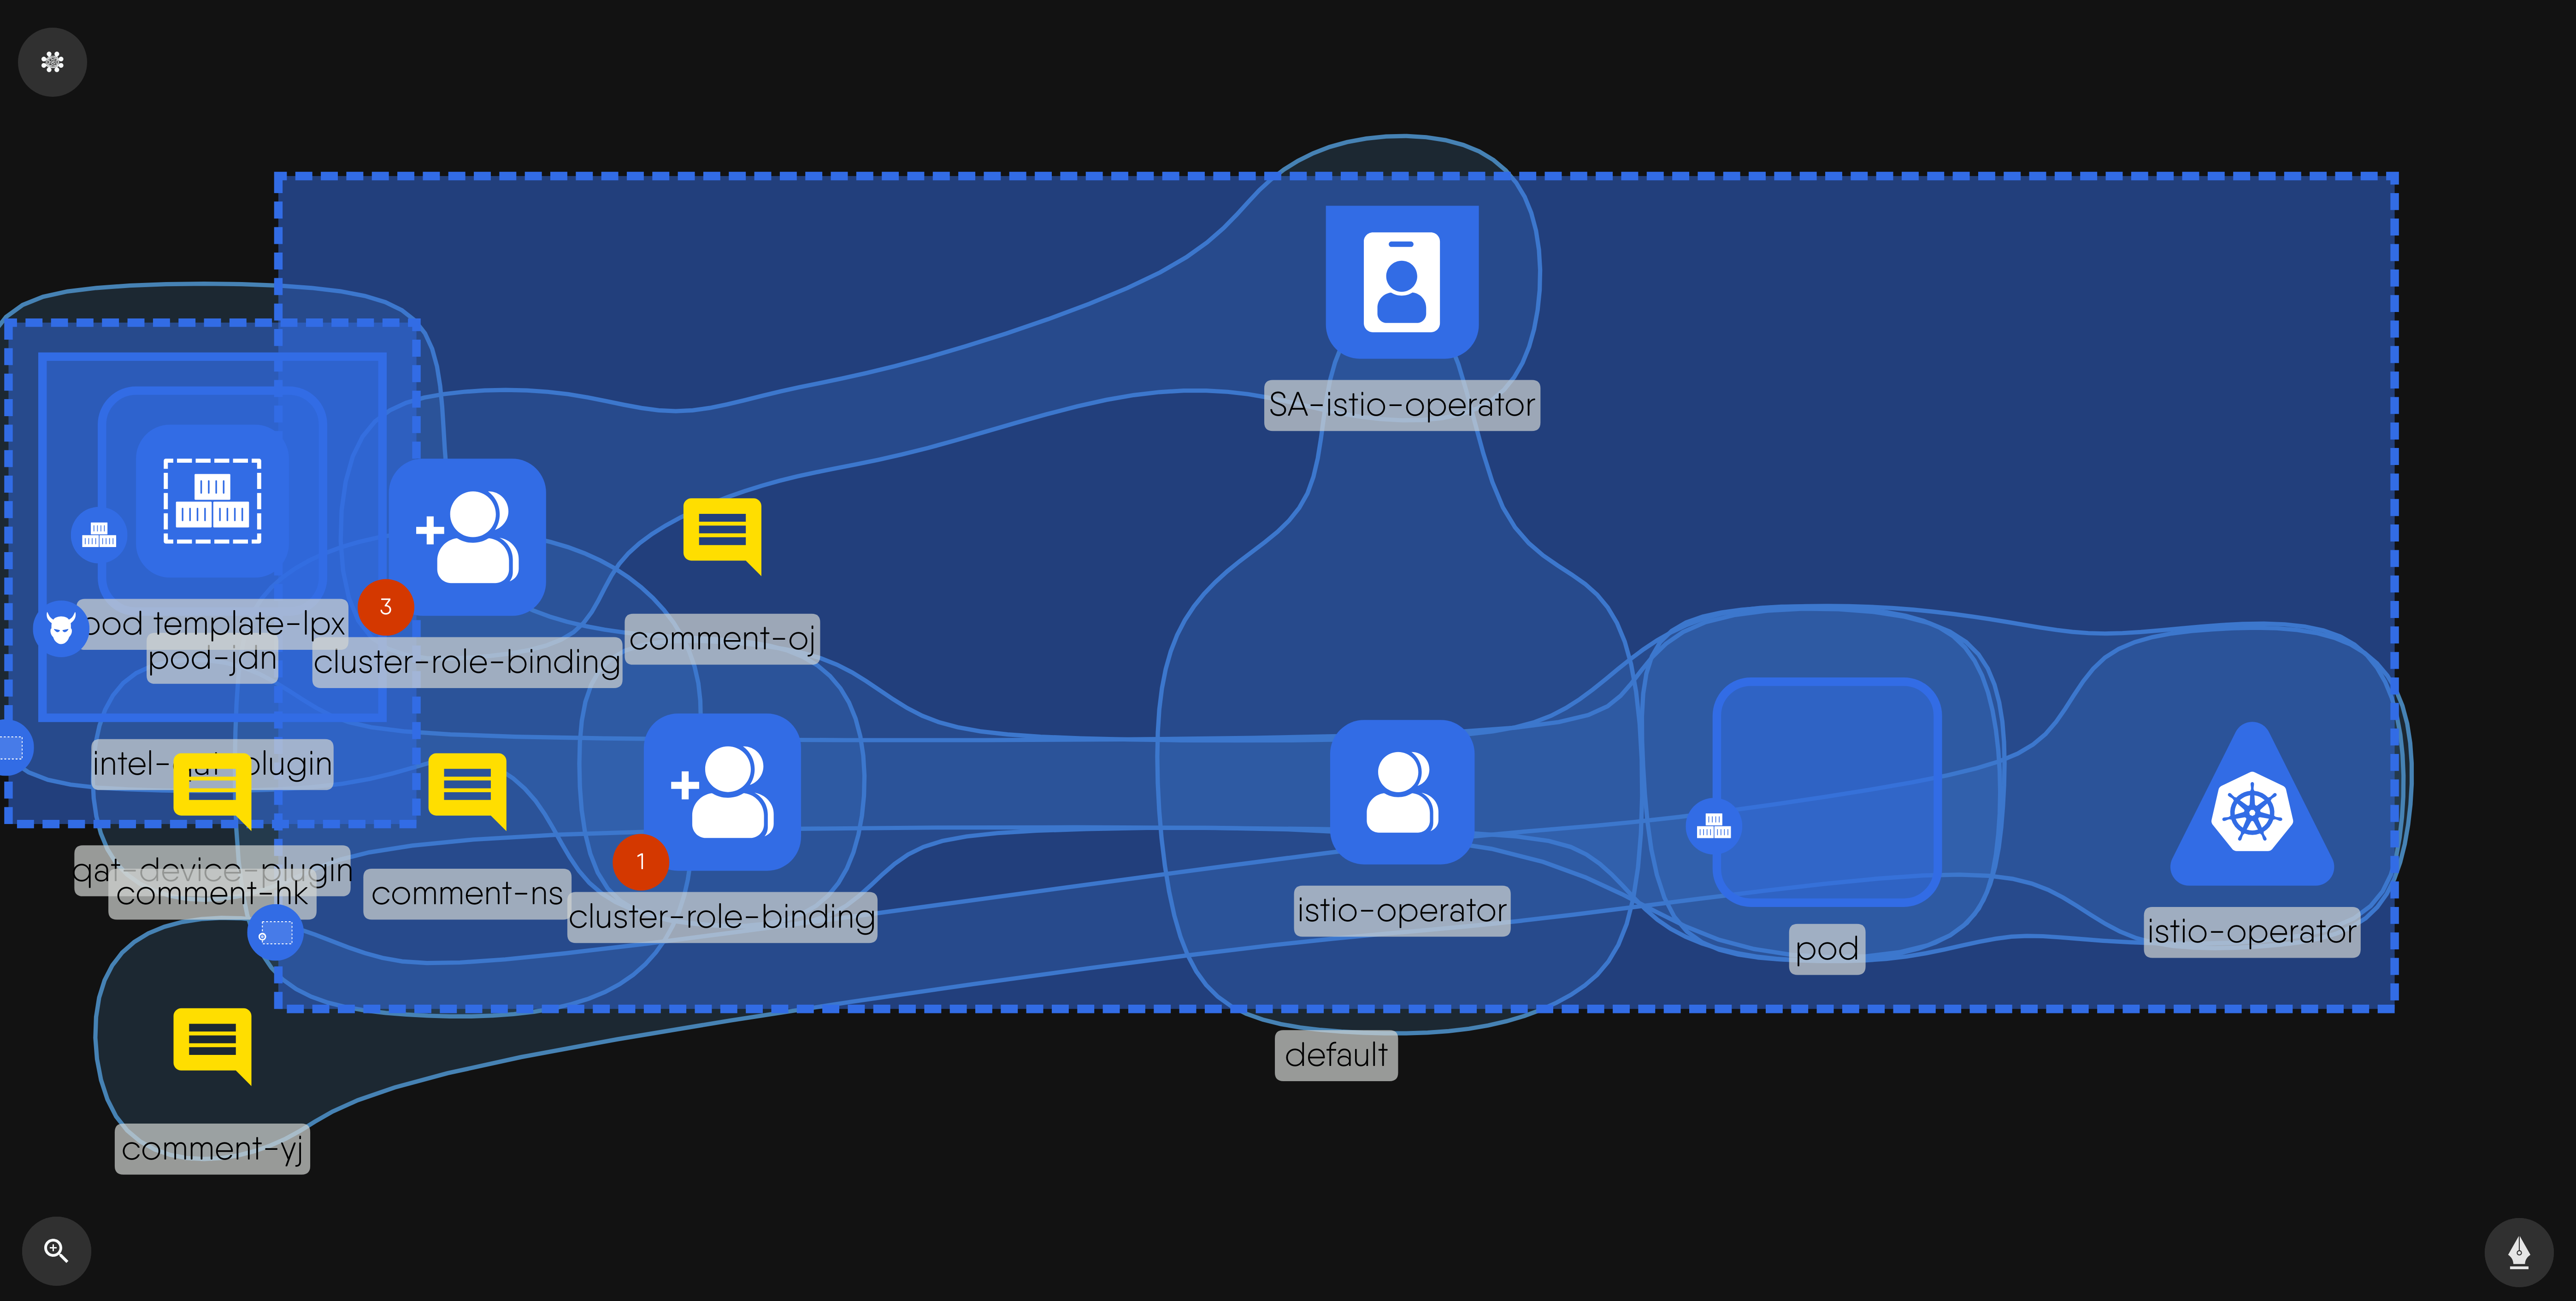 SA-istio-operator
pod template-lpx
3
comment-oj
pod-jdn
cluster-role-binding
intel-qat-plugin
1
qat-device-plugin
comment-hk
comment-ns
cluster-role-binding
istio-operator
pod
istio-operator
default
comment-yj